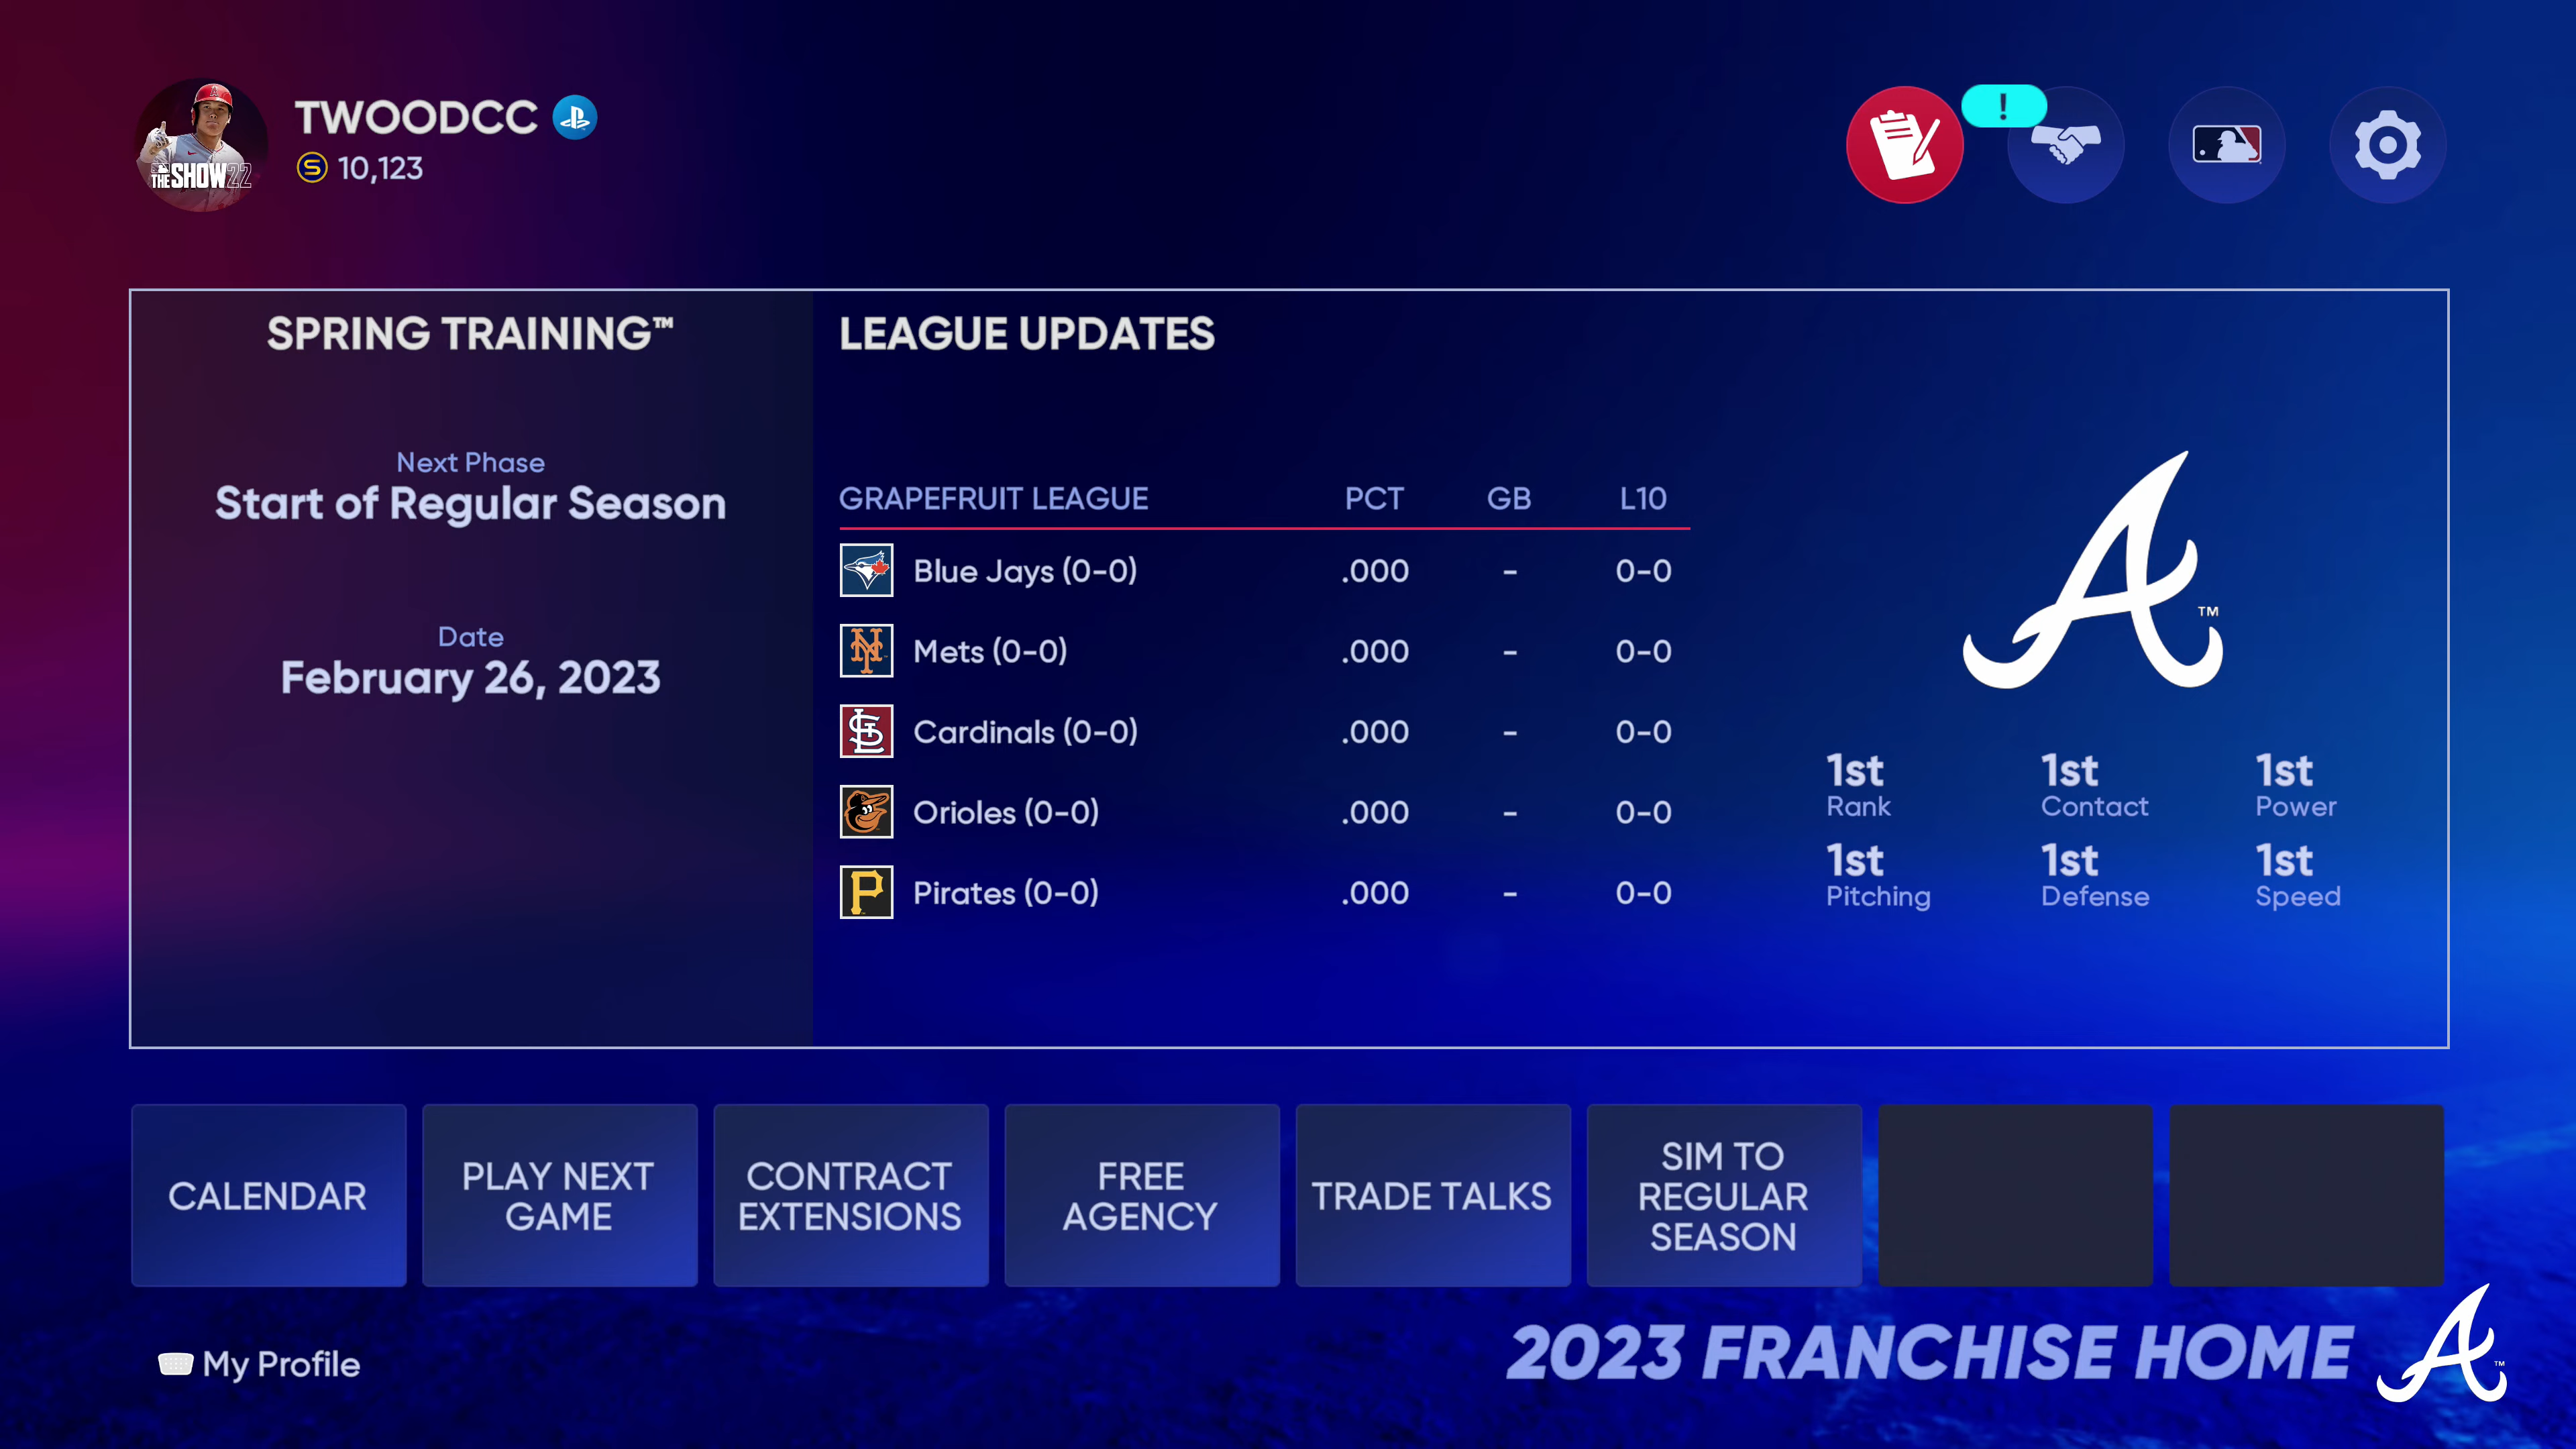 TWOODCC
10,123
!
THE SHOW 22
SPRING TRAINING™
Next Phase
Start of Regular Season
Date
February 26, 2023
LEAGUE UPDATES
GRAPEFRUIT LEAGUE PCT GB L10
Blue Jays (0-0) .000 - 0-0
Mets (0-0) .000 - 0-0
Cardinals (0-0) .000 - 0-0
Orioles (0-0) .000 - 0-0
Pirates (0-0) .000 - 0-0
A™
1st 1st 1st
Rank Contact Power
1st 1st 1st
Pitching Defense Speed
CALENDAR
PLAY NEXT
GAME
CONTRACT
EXTENSIONS
FREE
AGENCY
TRADE TALKS
SIM TO
REGULAR
SEASON
My Profile
2023 FRANCHISE HOME A™